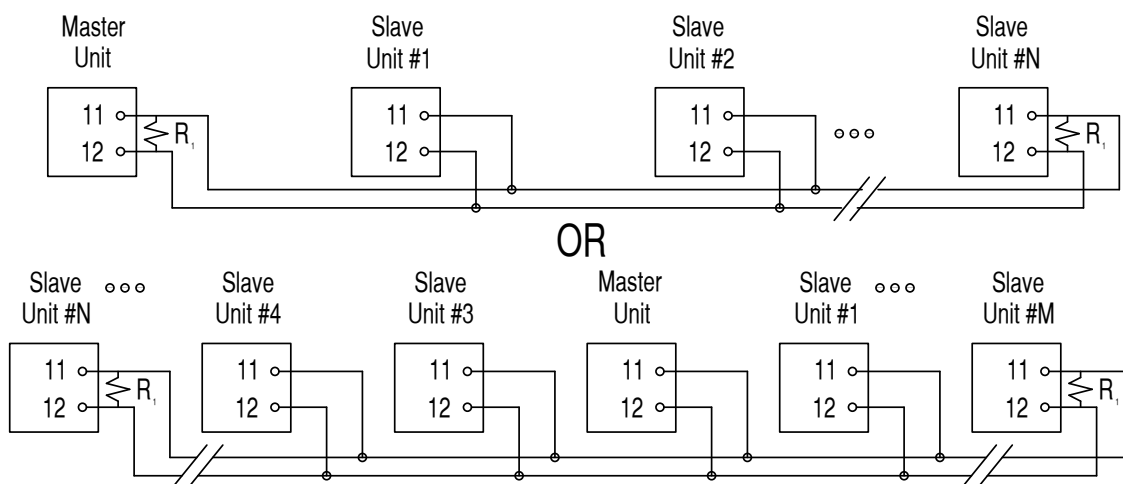 Master Unit
Slave Unit #1
Slave Unit #2
Slave Unit #N
11
12
R1
11
12
11
12
11
12
R1
OR
Slave Unit #N
Slave Unit #4
Slave Unit #3
Master Unit
Slave Unit #1
Slave Unit #M
11
12
R1
11
12
11
12
11
12
11
12
11
12
R1